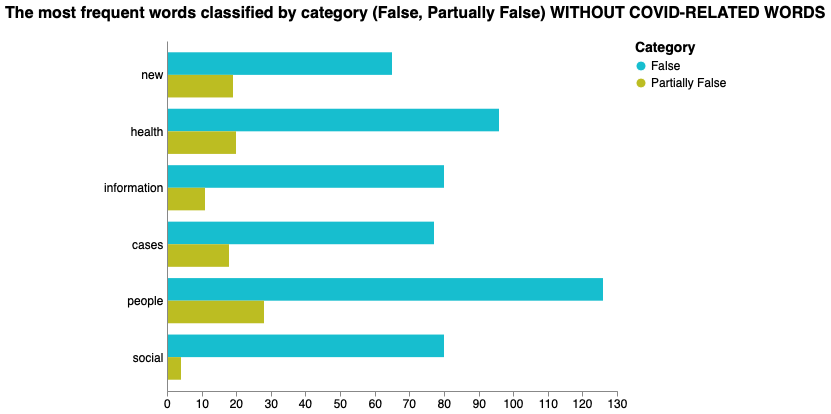 The most frequent words classified by category (False, Partually False) WITHOUT COVID-RELATED WORDS
Category
False
Partially False
new
health
information
cases
people
social
0 10 20 30 40 50 60 70 80 90 100 110 120 130